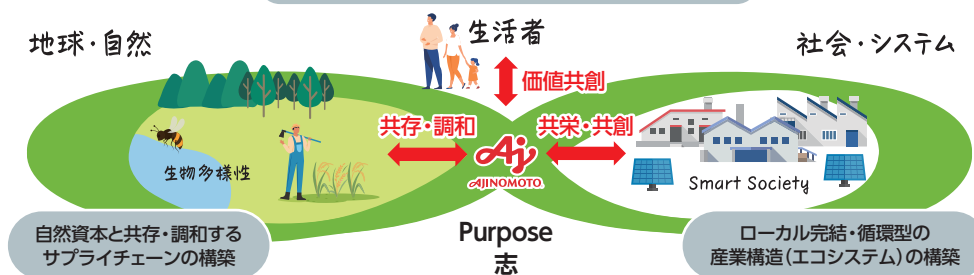 地球・自然
生活者
社会・システム
価値共創
共存・調和
共栄・共創
Aj
AJINOMOTO
生物多様性
Smart Society
自然資本と共存・調和する
サプライチェーンの構築
Purpose
志
ローカル完結・循環型の
産業構造(エコシステム)の構築